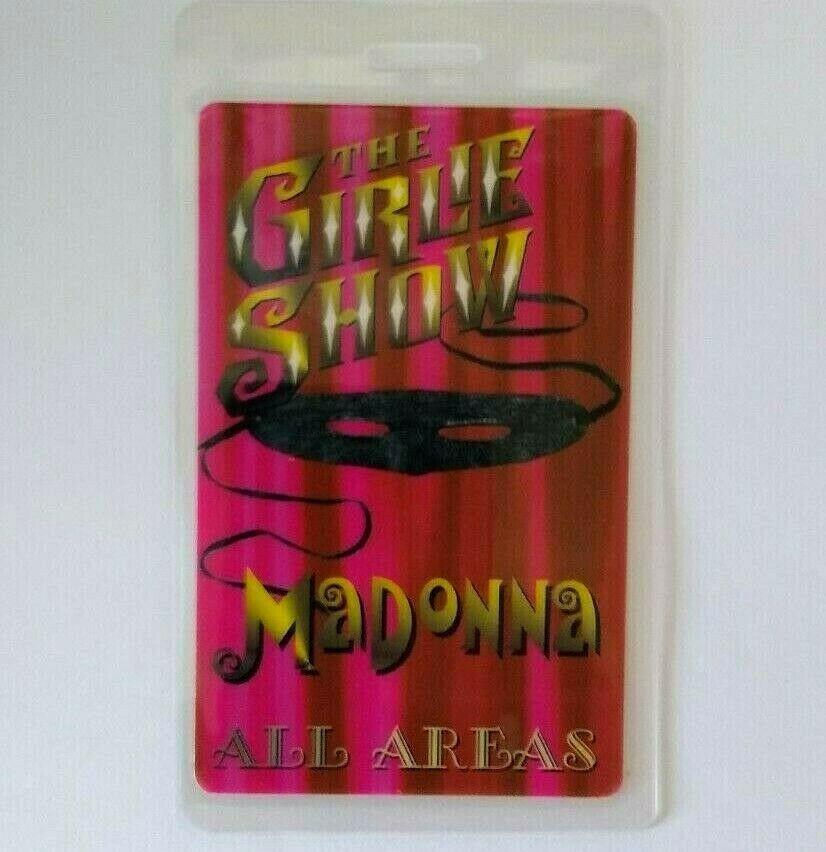 THE
GIRLIE
SHOW
MADONNA
ALL AREAS